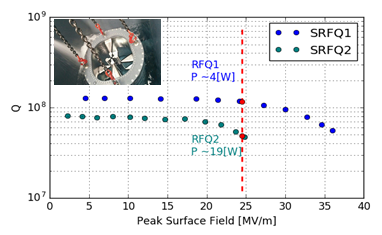 10⁹
SRFQ1
SRFQ2
RFQ1
P ~4[W]
Q
10⁸
RFQ2
P ~19[W]
10⁷
0 5 10 15 20 25 30 35 40
Peak Surface Field [MV/m]